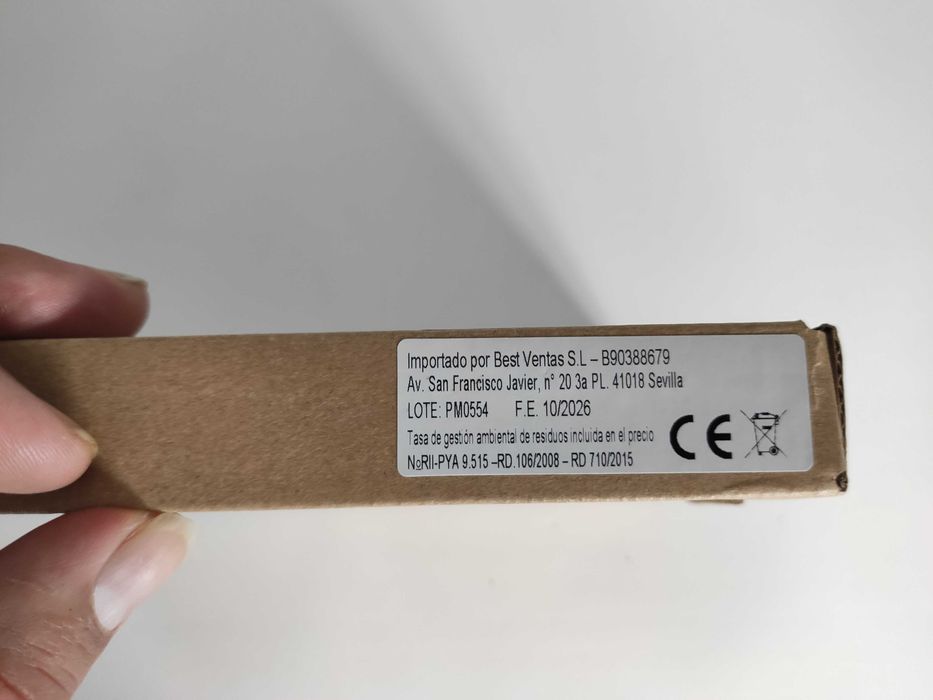 Importado por Best Ventas S.L – B90388679
Av. San Francisco Javier, n° 20 3a PL. 41018 Sevilla
LOTE: PM0554 F.E. 10/2026
Tasa de gestión ambiental de residuos incluida en el precio
NºRII-PYA 9.515 –RD.106/2008 – RD 710/2015
CE